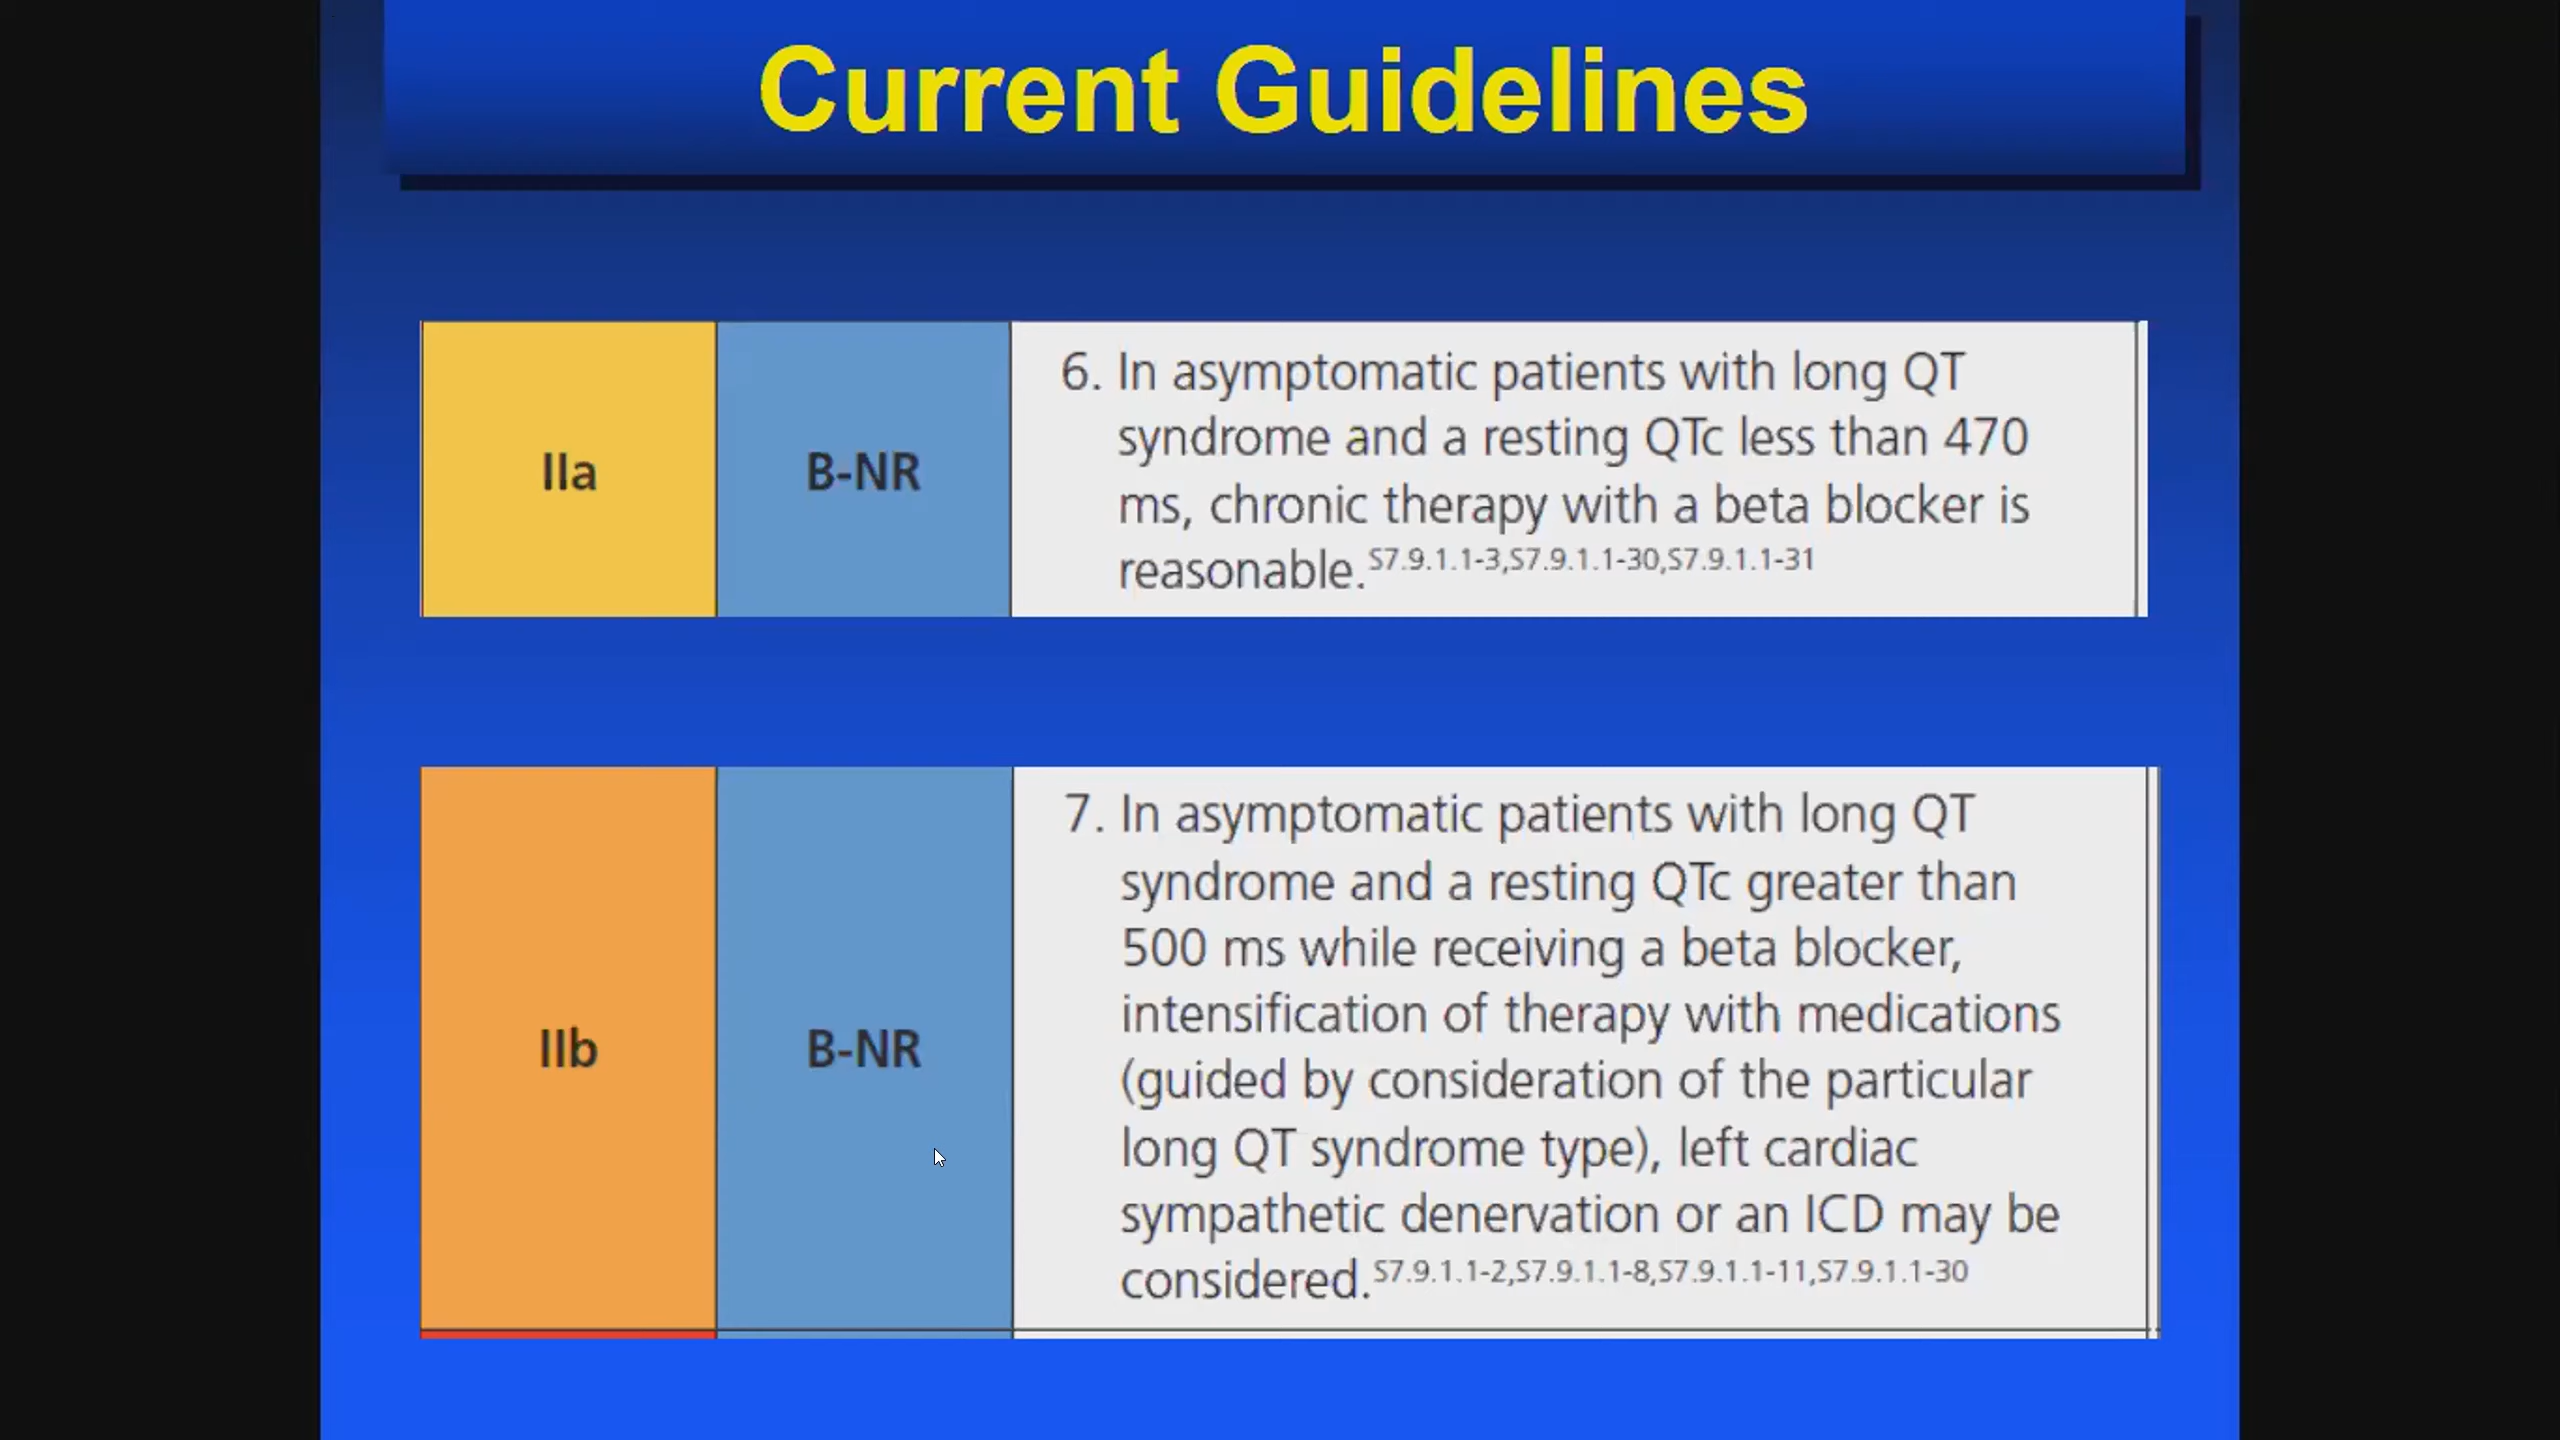 Current Guidelines
IIa
B-NR
6. In asymptomatic patients with long QT
syndrome and a resting QTc less than 470
ms, chronic therapy with a beta blocker is
reasonable.S7.9.1.1-3,S7.9.1.1-30,S7.9.1.1-31
IIb
B-NR
7. In asymptomatic patients with long QT
syndrome and a resting QTc greater than
500 ms while receiving a beta blocker,
intensification of therapy with medications
(guided by consideration of the particular
long QT syndrome type), left cardiac
sympathetic denervation or an ICD may be
considered.S7.9.1.1-2,S7.9.1.1-8,S7.9.1.1-11,S7.9.1.1-30